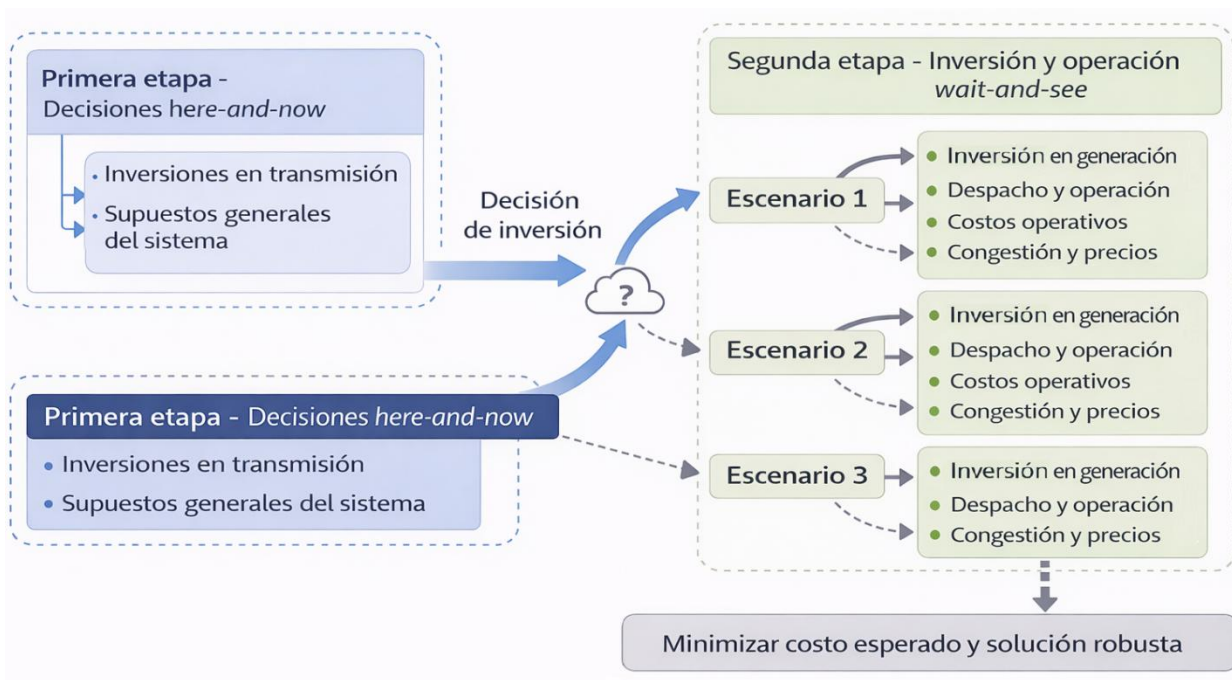 Primera etapa -
Decisiones here-and-now
• Inversiones en transmisión
• Supuestos generales
del sistema
Decisión
de inversión
?
Primera etapa - Decisiones here-and-now
• Inversiones en transmisión
• Supuestos generales del sistema
Segunda etapa - Inversión y operación
wait-and-see
Escenario 1
• Inversión en generación
• Despacho y operación
• Costos operativos
• Congestión y precios
Escenario 2
• Inversión en generación
• Despacho y operación
• Costos operativos
• Congestión y precios
Escenario 3
• Inversión en generación
• Despacho y operación
• Congestión y precios
Minimizar costo esperado y solución robusta